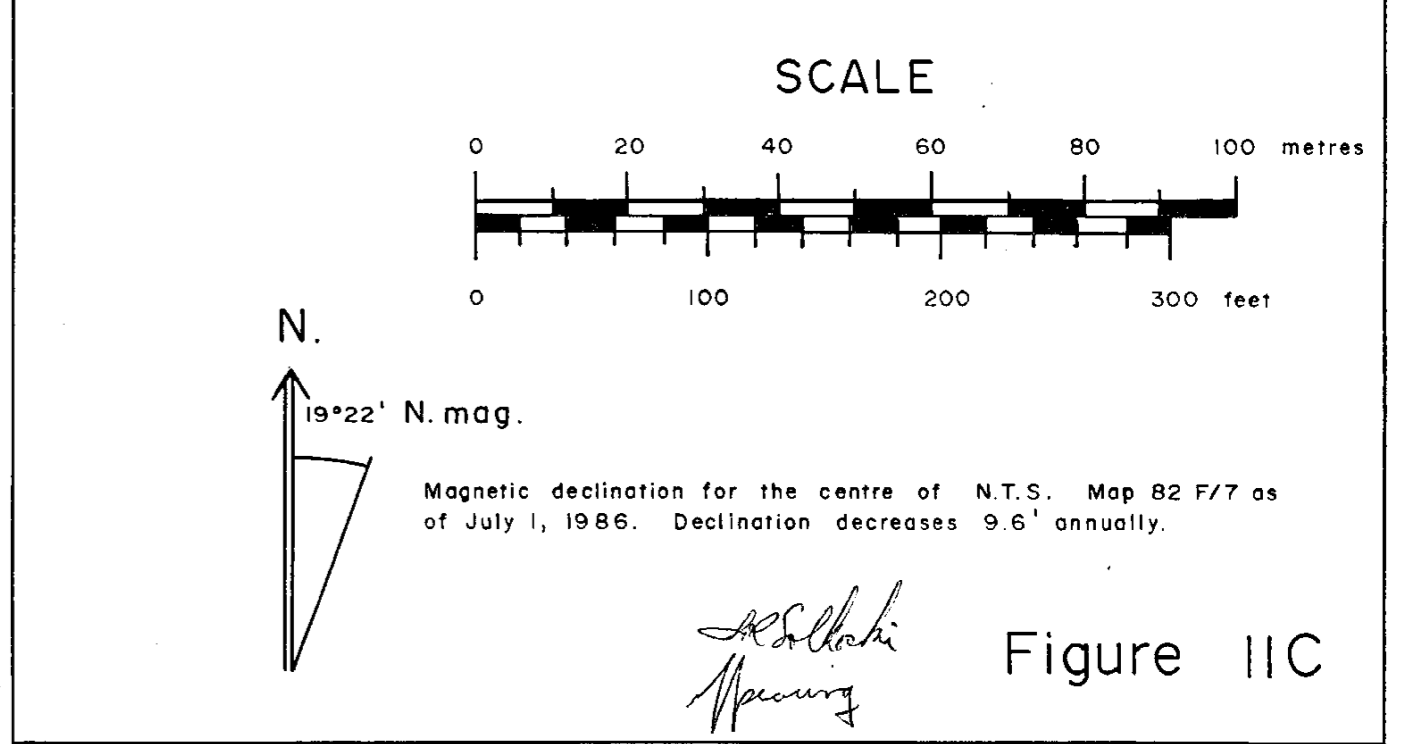 SCALE
0 20 40 60 80 100 metres
0 100 200 300 feet
N.
19°22' N. mag.
Magnetic declination for the centre of N.T.S. Map 82 F/7 as
of July 1, 1986. Declination decreases 9.6' annually.
Figure 11C